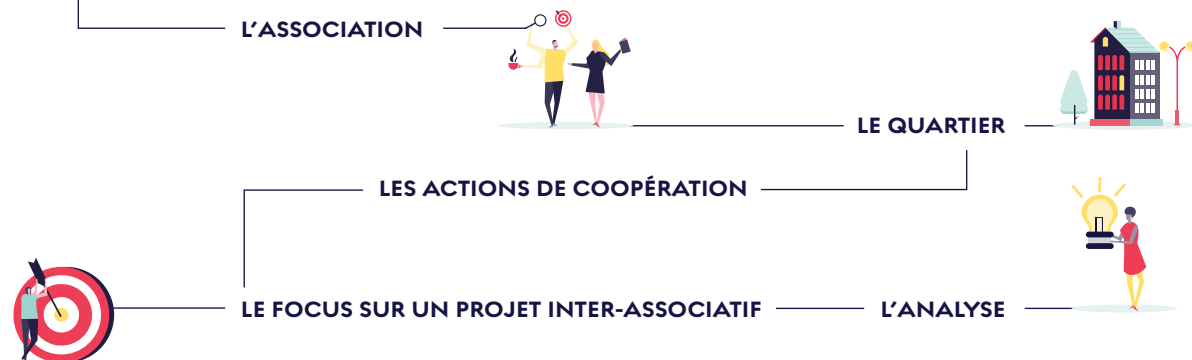 L'ASSOCIATION
LE QUARTIER
LES ACTIONS DE COOPÉRATION
LE FOCUS SUR UN PROJET INTER-ASSOCIATIF
L'ANALYSE